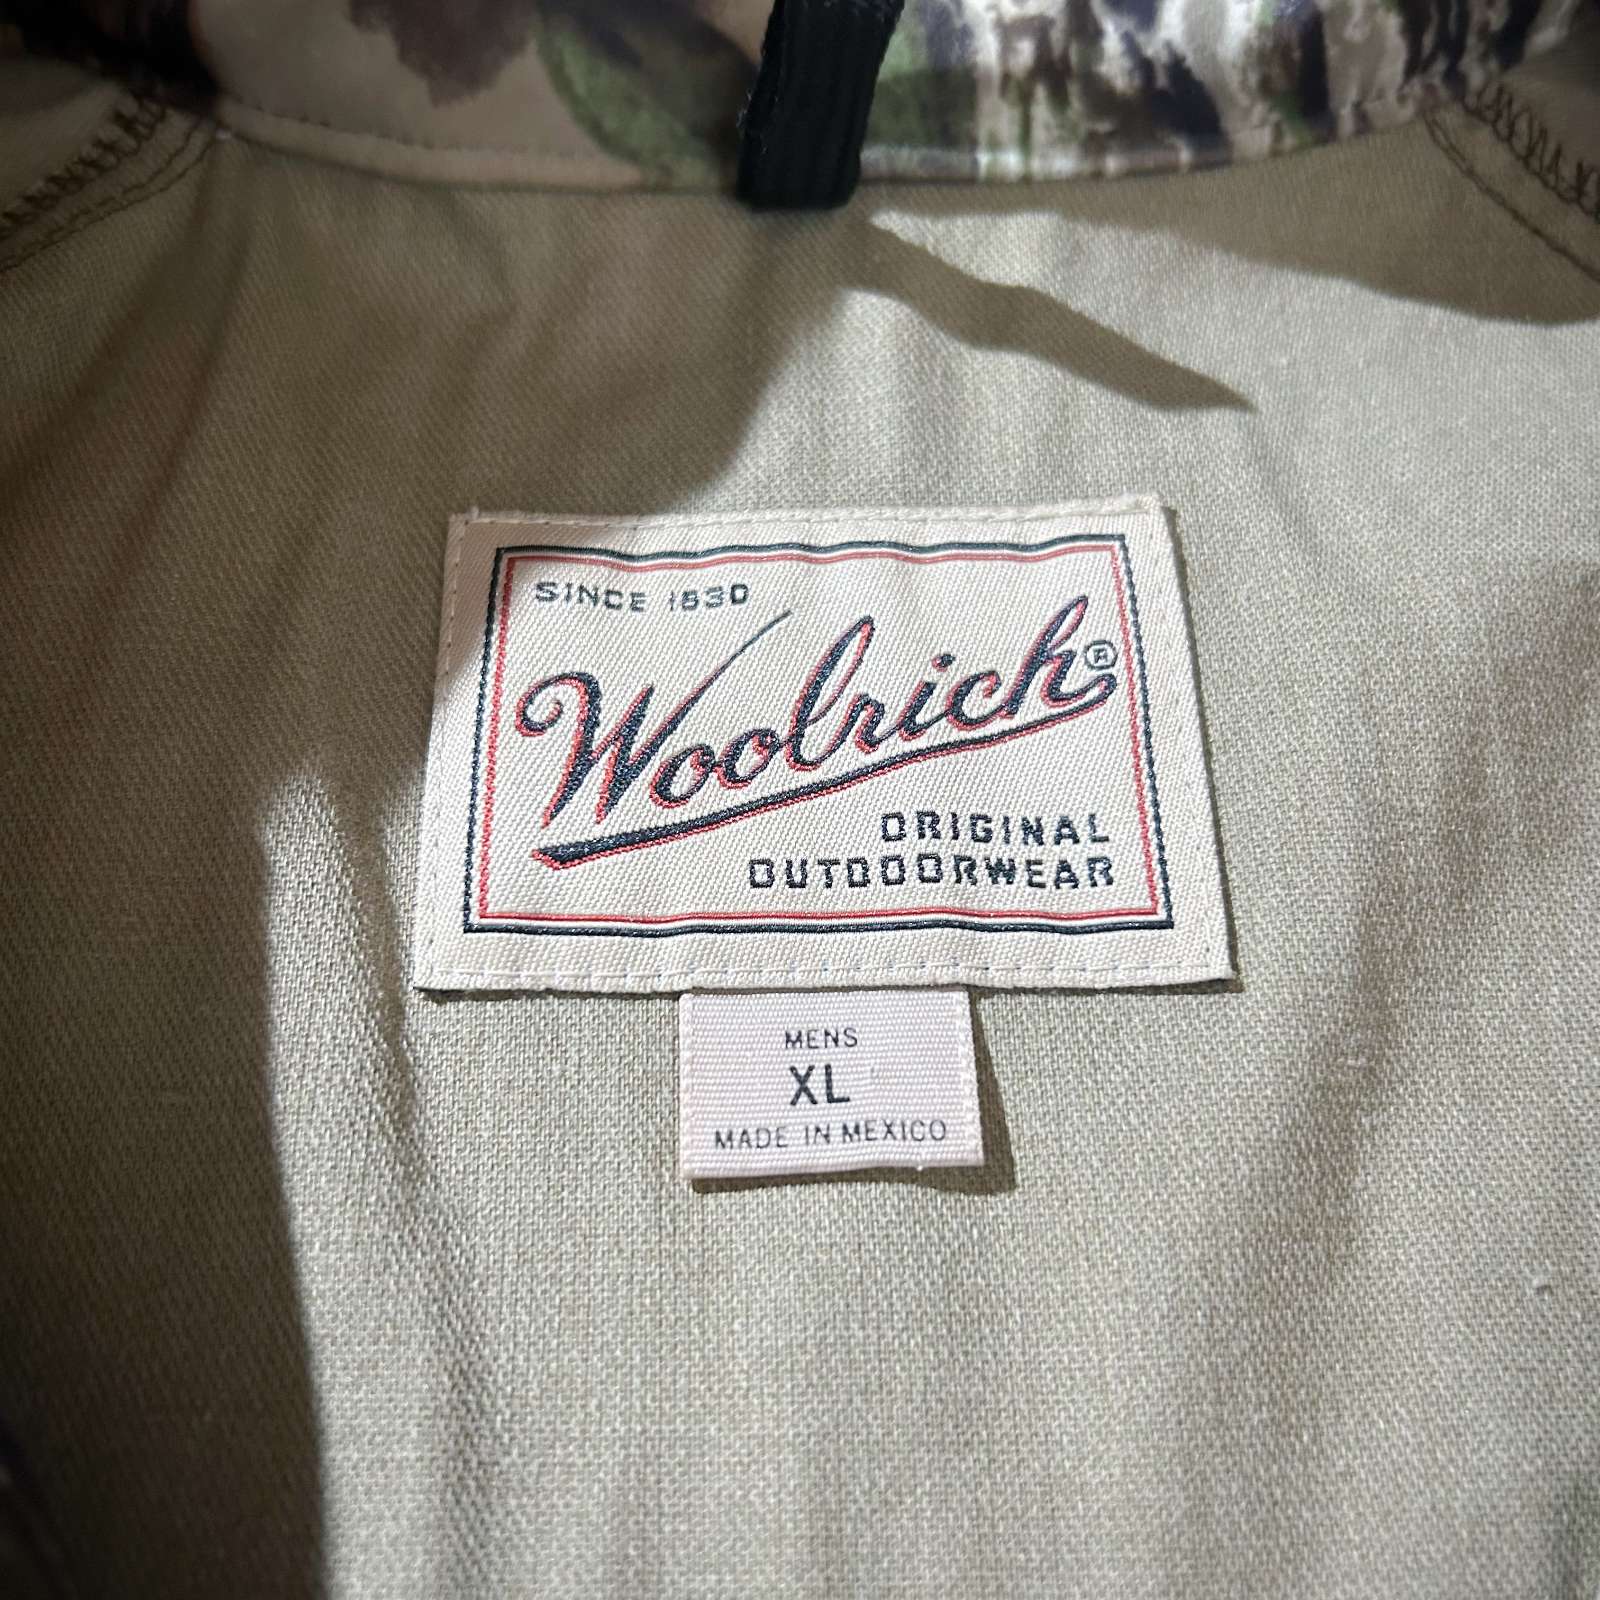 SINCE 1830
Woolrich®
ORIGINAL
OUTDOORWEAR
MENS
XL
MADE IN MEXICO